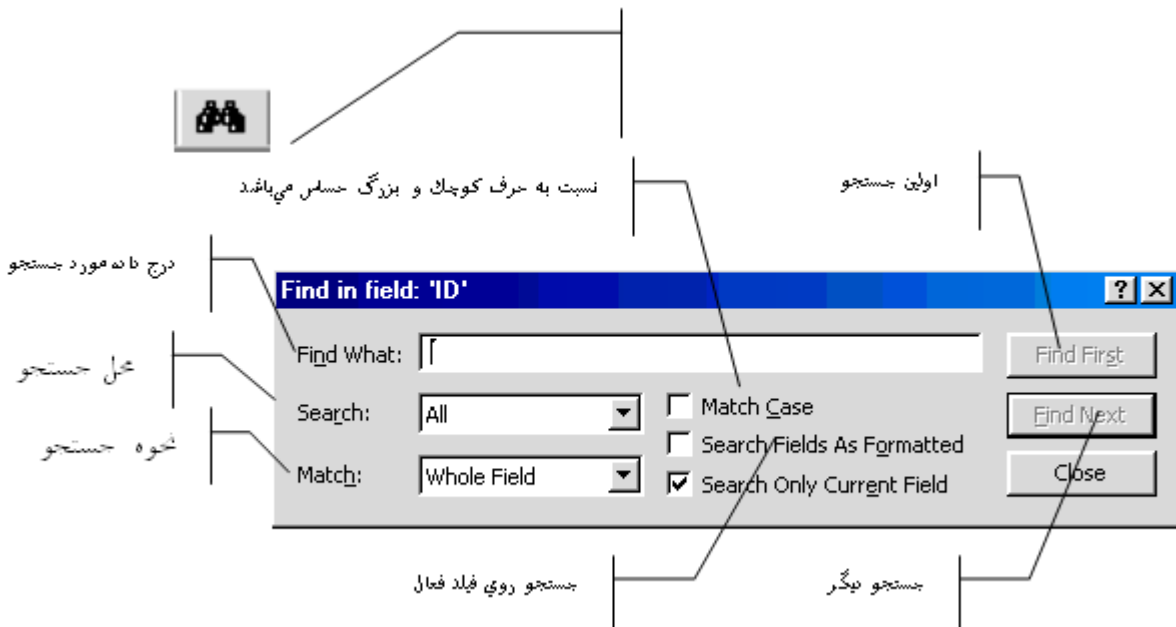 نسبت به حرف كوچك و بزرگ حساس مي‌باشد
اولين جستجو
درج داده مورد جستجو
محل جستجو
نحوه جستجو
Find in field: 'ID'
Find What:
Find First
Search:
All
Match Case
Find Next
Search Fields As Formatted
Match:
Whole Field
Search Only Current Field
Close
جستجو روي فيلد فعال
جستجو ديگر